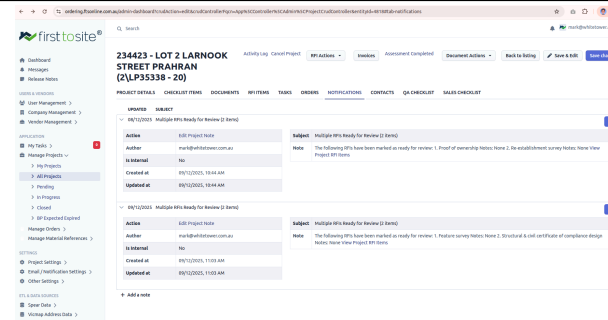 ordering.ftsonline.com.au/admin-dashboard?crudAction=edit&crudControllerFqcn=App%5CController%5CAdmin%5CProjectCrudController&entityId=4818#tab-notifications
first to site®
Search
mark@whitetower.
234423 - LOT 2 LARNOOK
STREET PRAHRAN
(2\LP35338 - 20)
Activity Log
Cancel Project
RFI Actions
Invoices
Assessment Completed
Document Actions
Back to listing
Save & Edit
Save cha
Dashboard
Messages
Release Notes
USERS & VENDORS
User Management >
Company Management >
Vendor Management >
APPLICATION
My Tasks >
Manage Projects
> My Projects
> All Projects
> Pending
> In Progress
> Closed
> BP Expected Expired
Manage Orders >
Manage Material References >
SETTINGS
Project Settings >
Email / Notification Settings >
Other Settings >
ETL & DATA SOURCES
Spear Data >
Vicmap Address Data >
PROJECT DETAILS
CHECKLIST ITEMS
DOCUMENTS
RFI ITEMS
TASKS
ORDERS
NOTIFICATIONS
CONTACTS
QA CHECKLIST
SALES CHECKLIST
UPDATED SUBJECT
08/12/2025 Multiple RFIs Ready for Review (2 items)
Action Edit Project Note
Author mark@whitetower.com.au
Is Internal No
Created at 09/12/2025, 10:44 AM
Updated at 09/12/2025, 10:44 AM
Subject Multiple RFIs Ready for Review (2 items)
Note The following RFIs have been marked as ready for review: 1. Proof of ownership Notes: None 2. Re-establishment survey Notes: None View
Project RFI Items
09/12/2025 Multiple RFIs Ready for Review (2 items)
Action Edit Project Note
Author mark@whitetower.com.au
Is Internal No
Created at 09/12/2025, 11:03 AM
Updated at 09/12/2025, 11:03 AM
Subject Multiple RFIs Ready for Review (2 items)
Note The following RFIs have been marked as ready for review: 1. Feature survey Notes: None 2. Structural & civil certificate of compliance design
Notes: None View Project RFI Items
+ Add a note